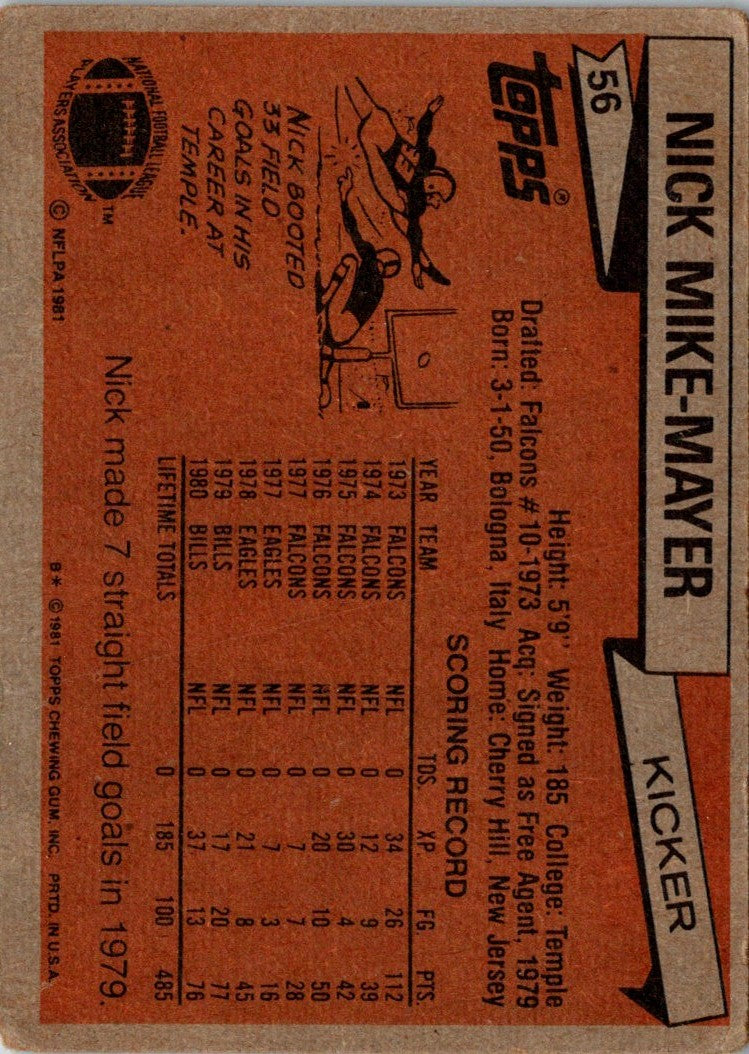 56
NICK MIKE-MAYER
KICKER
TOPPS®
Height: 5'9" Weight: 185 College: Temple
Drafted: Falcons #10-1973 Acq: Signed as Free Agent, 1979
Born: 3-1-50, Bologna, Italy Home: Cherry Hill, New Jersey
NICK BOOTED
33 FIELD
GOALS IN HIS
CAREER AT
TEMPLE.
SCORING RECORD
YEAR TEAM TDS. XP. FG PTS.
1973 FALCONS NFL 0 34 26 112
1974 FALCONS NFL 0 12 9 39
1975 FALCONS NFL 0 30 4 42
1976 FALCONS NFL 0 20 10 50
1977 FALCONS NFL 0 7 7 28
1977 EAGLES NFL 0 7 3 16
1978 EAGLES NFL 0 21 8 45
1979 BILLS NFL 0 17 20 77
1980 BILLS NFL 0 37 13 76
LIFETIME TOTALS 0 185 100 485
Nick made 7 straight field goals in 1979.
NATIONAL FOOTBALL LEAGUE
PLAYERS ASSOCIATION
TM
© NFLPA 1981
B* © 1981 TOPPS CHEWING GUM, INC. PRTD. IN U.S.A.